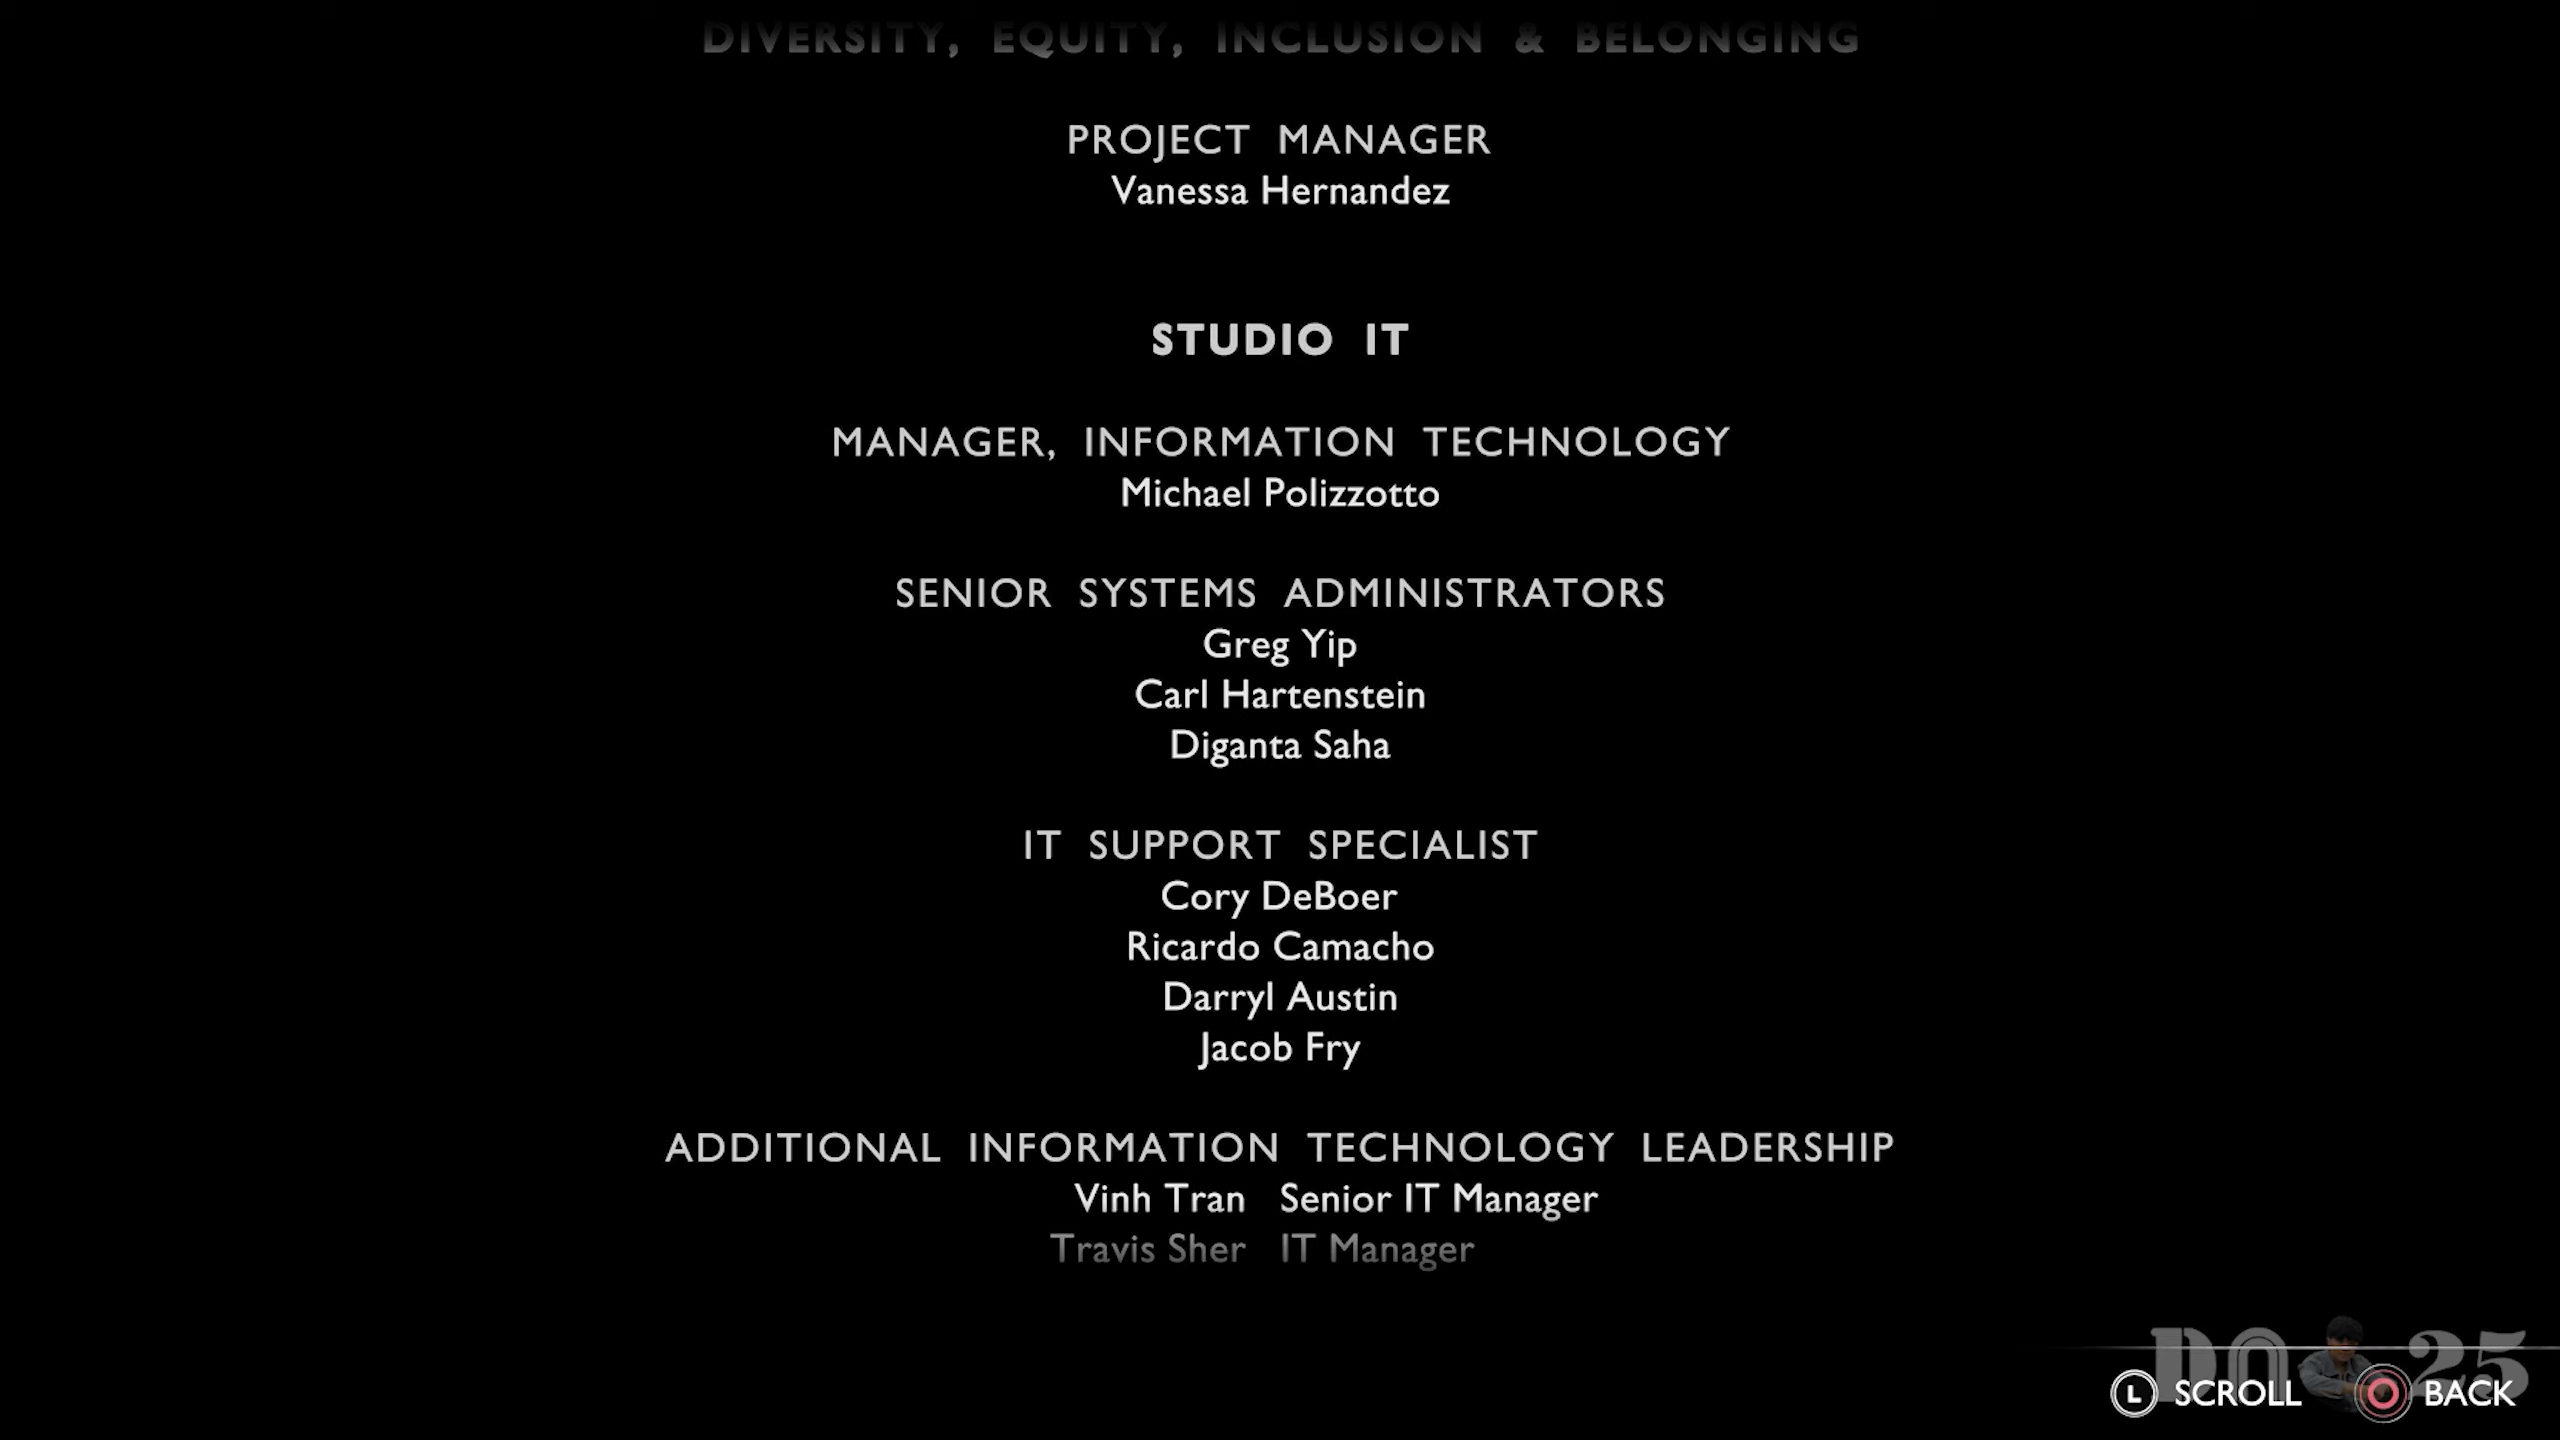 DIVERSITY, EQUITY, INCLUSION & BELONGING
PROJECT MANAGER
Vanessa Hernandez
STUDIO IT
MANAGER, INFORMATION TECHNOLOGY
Michael Polizzotto
SENIOR SYSTEMS ADMINISTRATORS
Greg Yip
Carl Hartenstein
Diganta Saha
IT SUPPORT SPECIALIST
Cory DeBoer
Ricardo Camacho
Darryl Austin
Jacob Fry
ADDITIONAL INFORMATION TECHNOLOGY LEADERSHIP
Vinh Tran Senior IT Manager
Travis Sher IT Manager
L SCROLL BACK